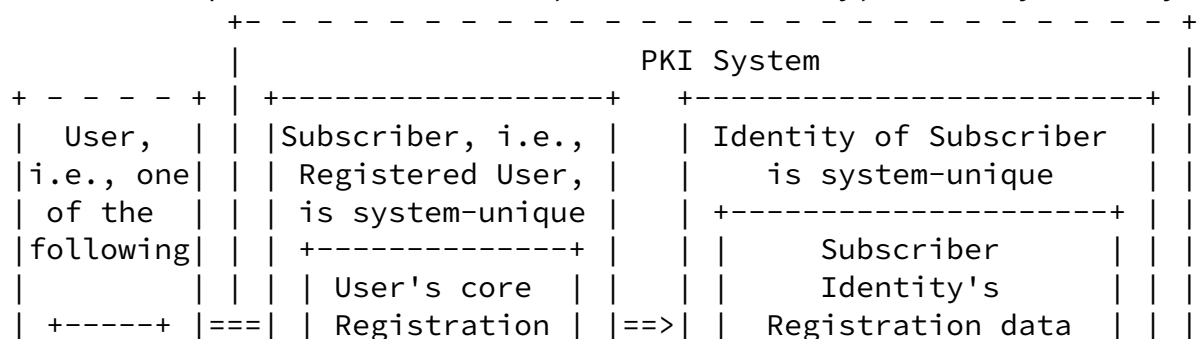 +- - - - - - - - - - - - - - - - - - - - - - - - - - +
          |                      PKI System                    |
+ - - - - + | +------------------+   +-------------------------+ |
|  User,  | | |Subscriber, i.e., |   | Identity of Subscriber  | |
|i.e., one| | | Registered User, |   |    is system-unique     | |
| of the  | | | is system-unique |   | +---------------------+ | |
|following| | | +--------------+ |   | |     Subscriber      | | |
|         | | | | User's core  | |   | |     Identity's      | | |
| +-----+ |===| | Registration | |==>| |  Registration data  | | |